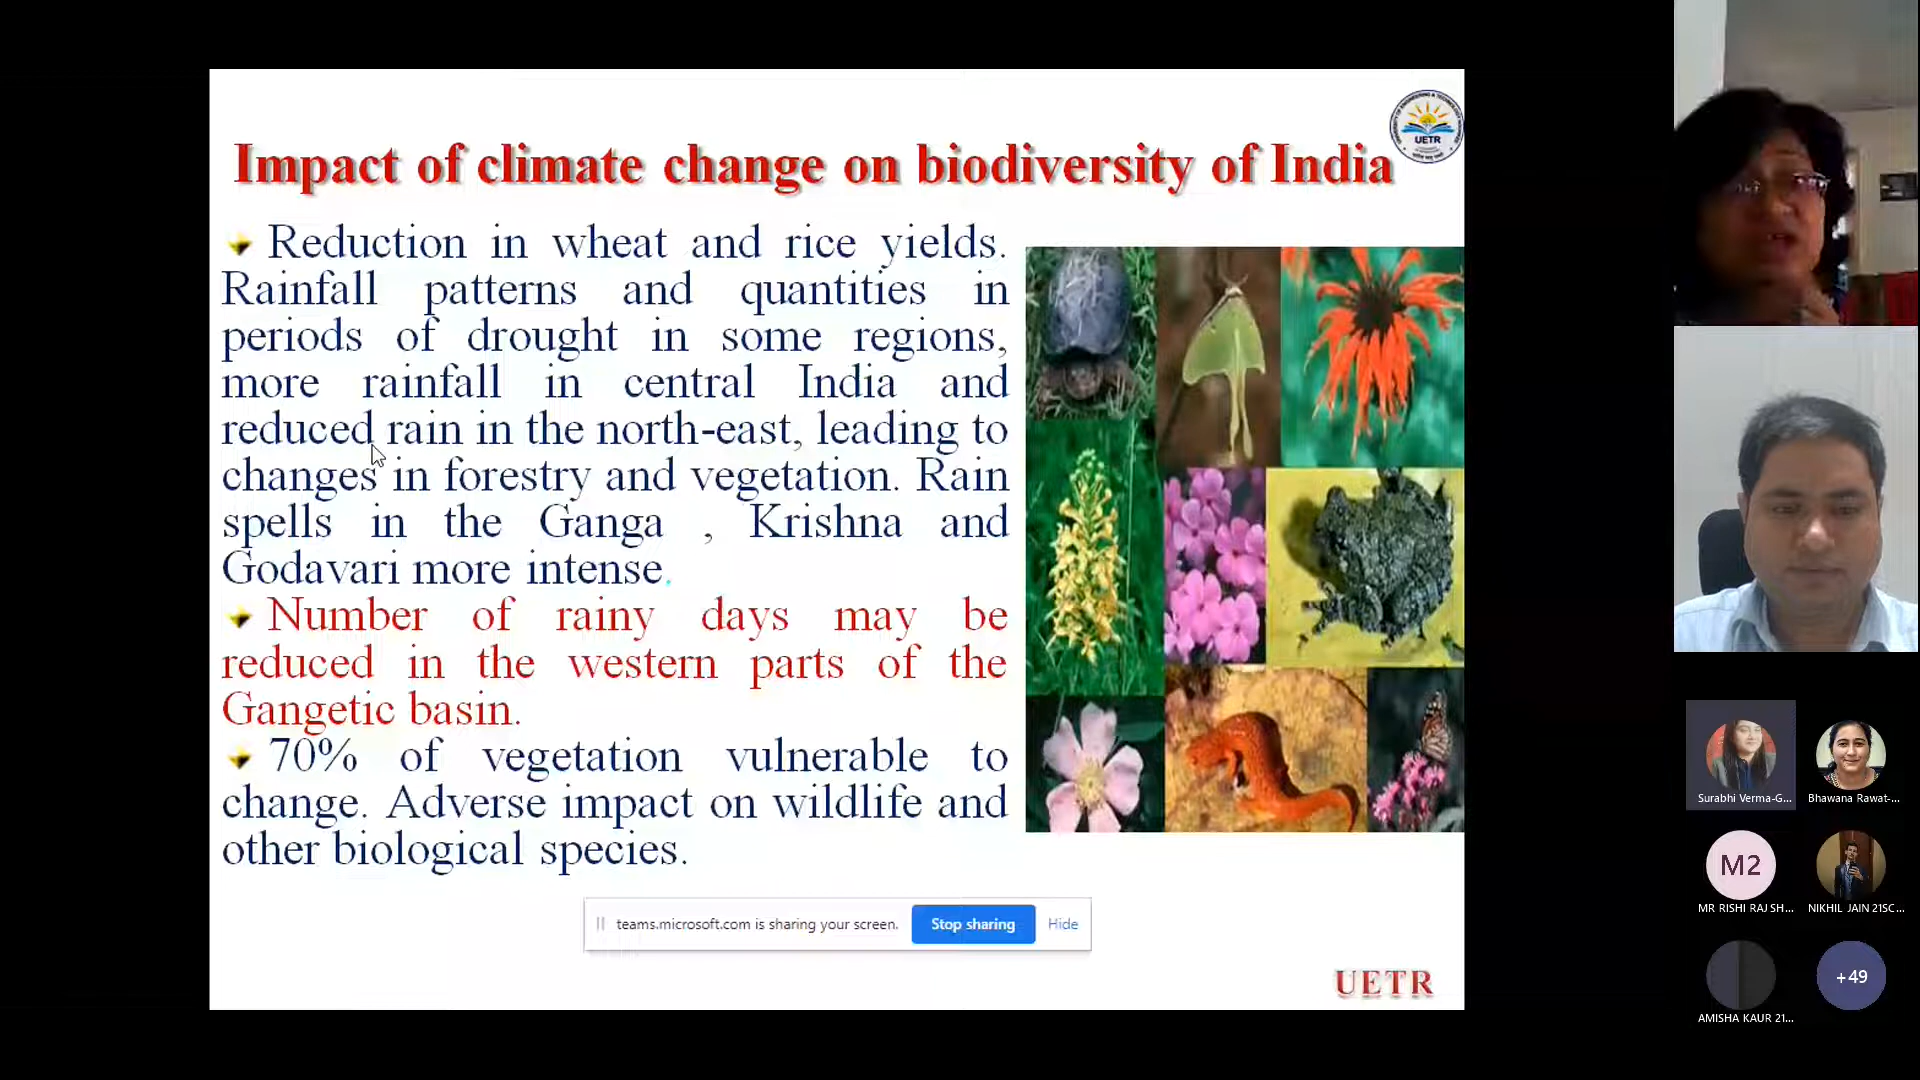 UETR
Impact of climate change on biodiversity of India
Reduction in wheat and rice yields.
Rainfall patterns and quantities in
periods of drought in some regions,
more rainfall in central India and
reduced rain in the north-east, leading to
changes in forestry and vegetation. Rain
spells in the Ganga , Krishna and
Godavari more intense.
Number of rainy days may be
reduced in the western parts of the
Gangetic basin.
70% of vegetation vulnerable to
change. Adverse impact on wildlife and
other biological species.
teams.microsoft.com is sharing your screen. Stop sharing Hide
UETR
Surabhi Verma-G... Bhawana Rawat-...
M2
MR RISHI RAJ SH... NIKHIL JAIN 21SC...
+49
AMISHA KAUR 21...